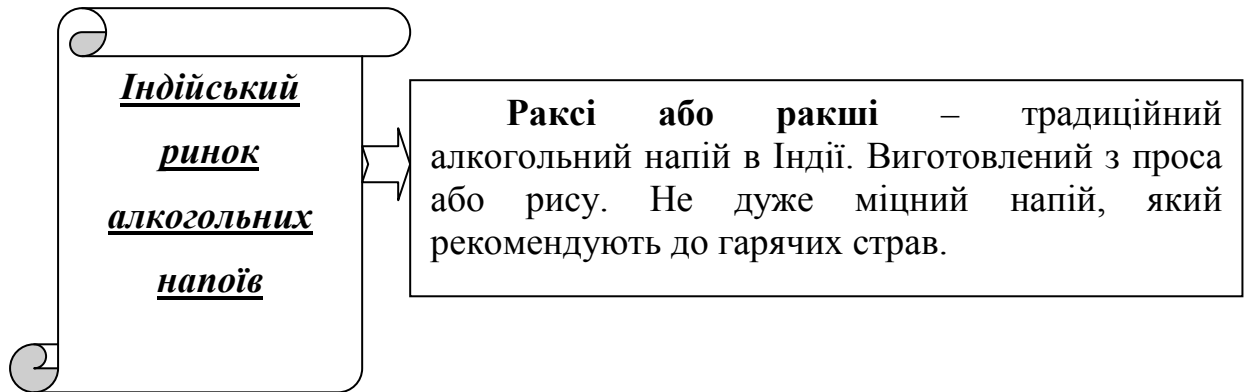 Індійський
ринок
алкогольних
напоїв
Раксі або ракші – традиційний
алкогольний напій в Індії. Виготовлений з проса
або рису. Не дуже міцний напій, який
рекомендують до гарячих страв.